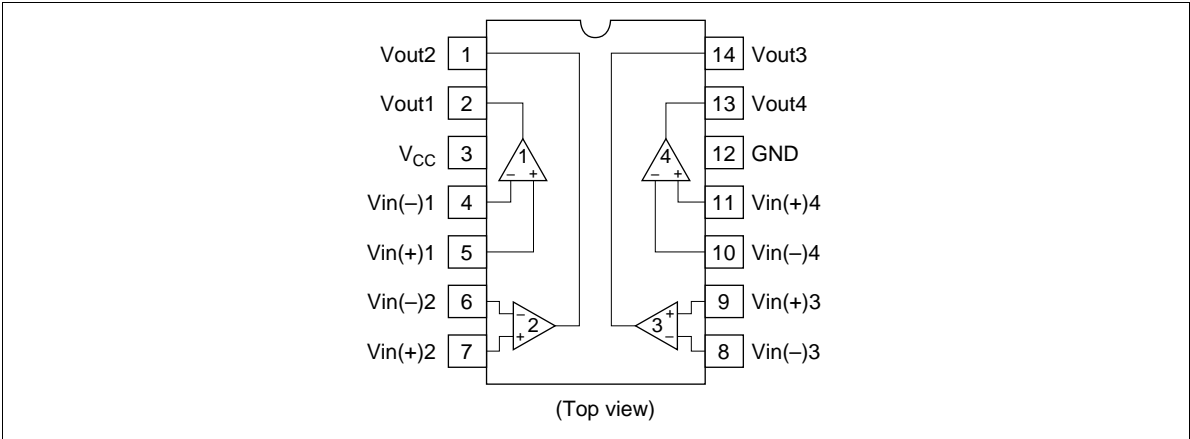 Vout2 1 14 Vout3
Vout1 2 13 Vout4
VCC 3 1 4 12 GND
– + – +
Vin(–)1 4 11 Vin(+)4
Vin(+)1 5 10 Vin(–)4
Vin(–)2 6 – + 9 Vin(+)3
2 3
Vin(+)2 7 + – 8 Vin(–)3
(Top view)